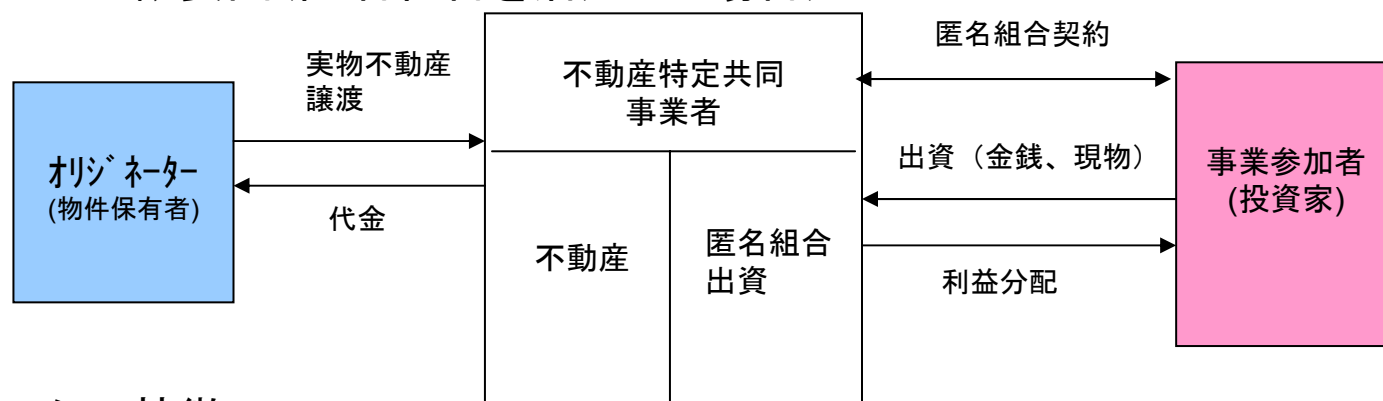 実物不動産
譲渡
オリジネーター
(物件保有者)
代金
不動産特定共同
事業者
不動産
匿名組合
出資
匿名組合契約
出資（金銭、現物）
利益分配
事業参加者
(投資家)